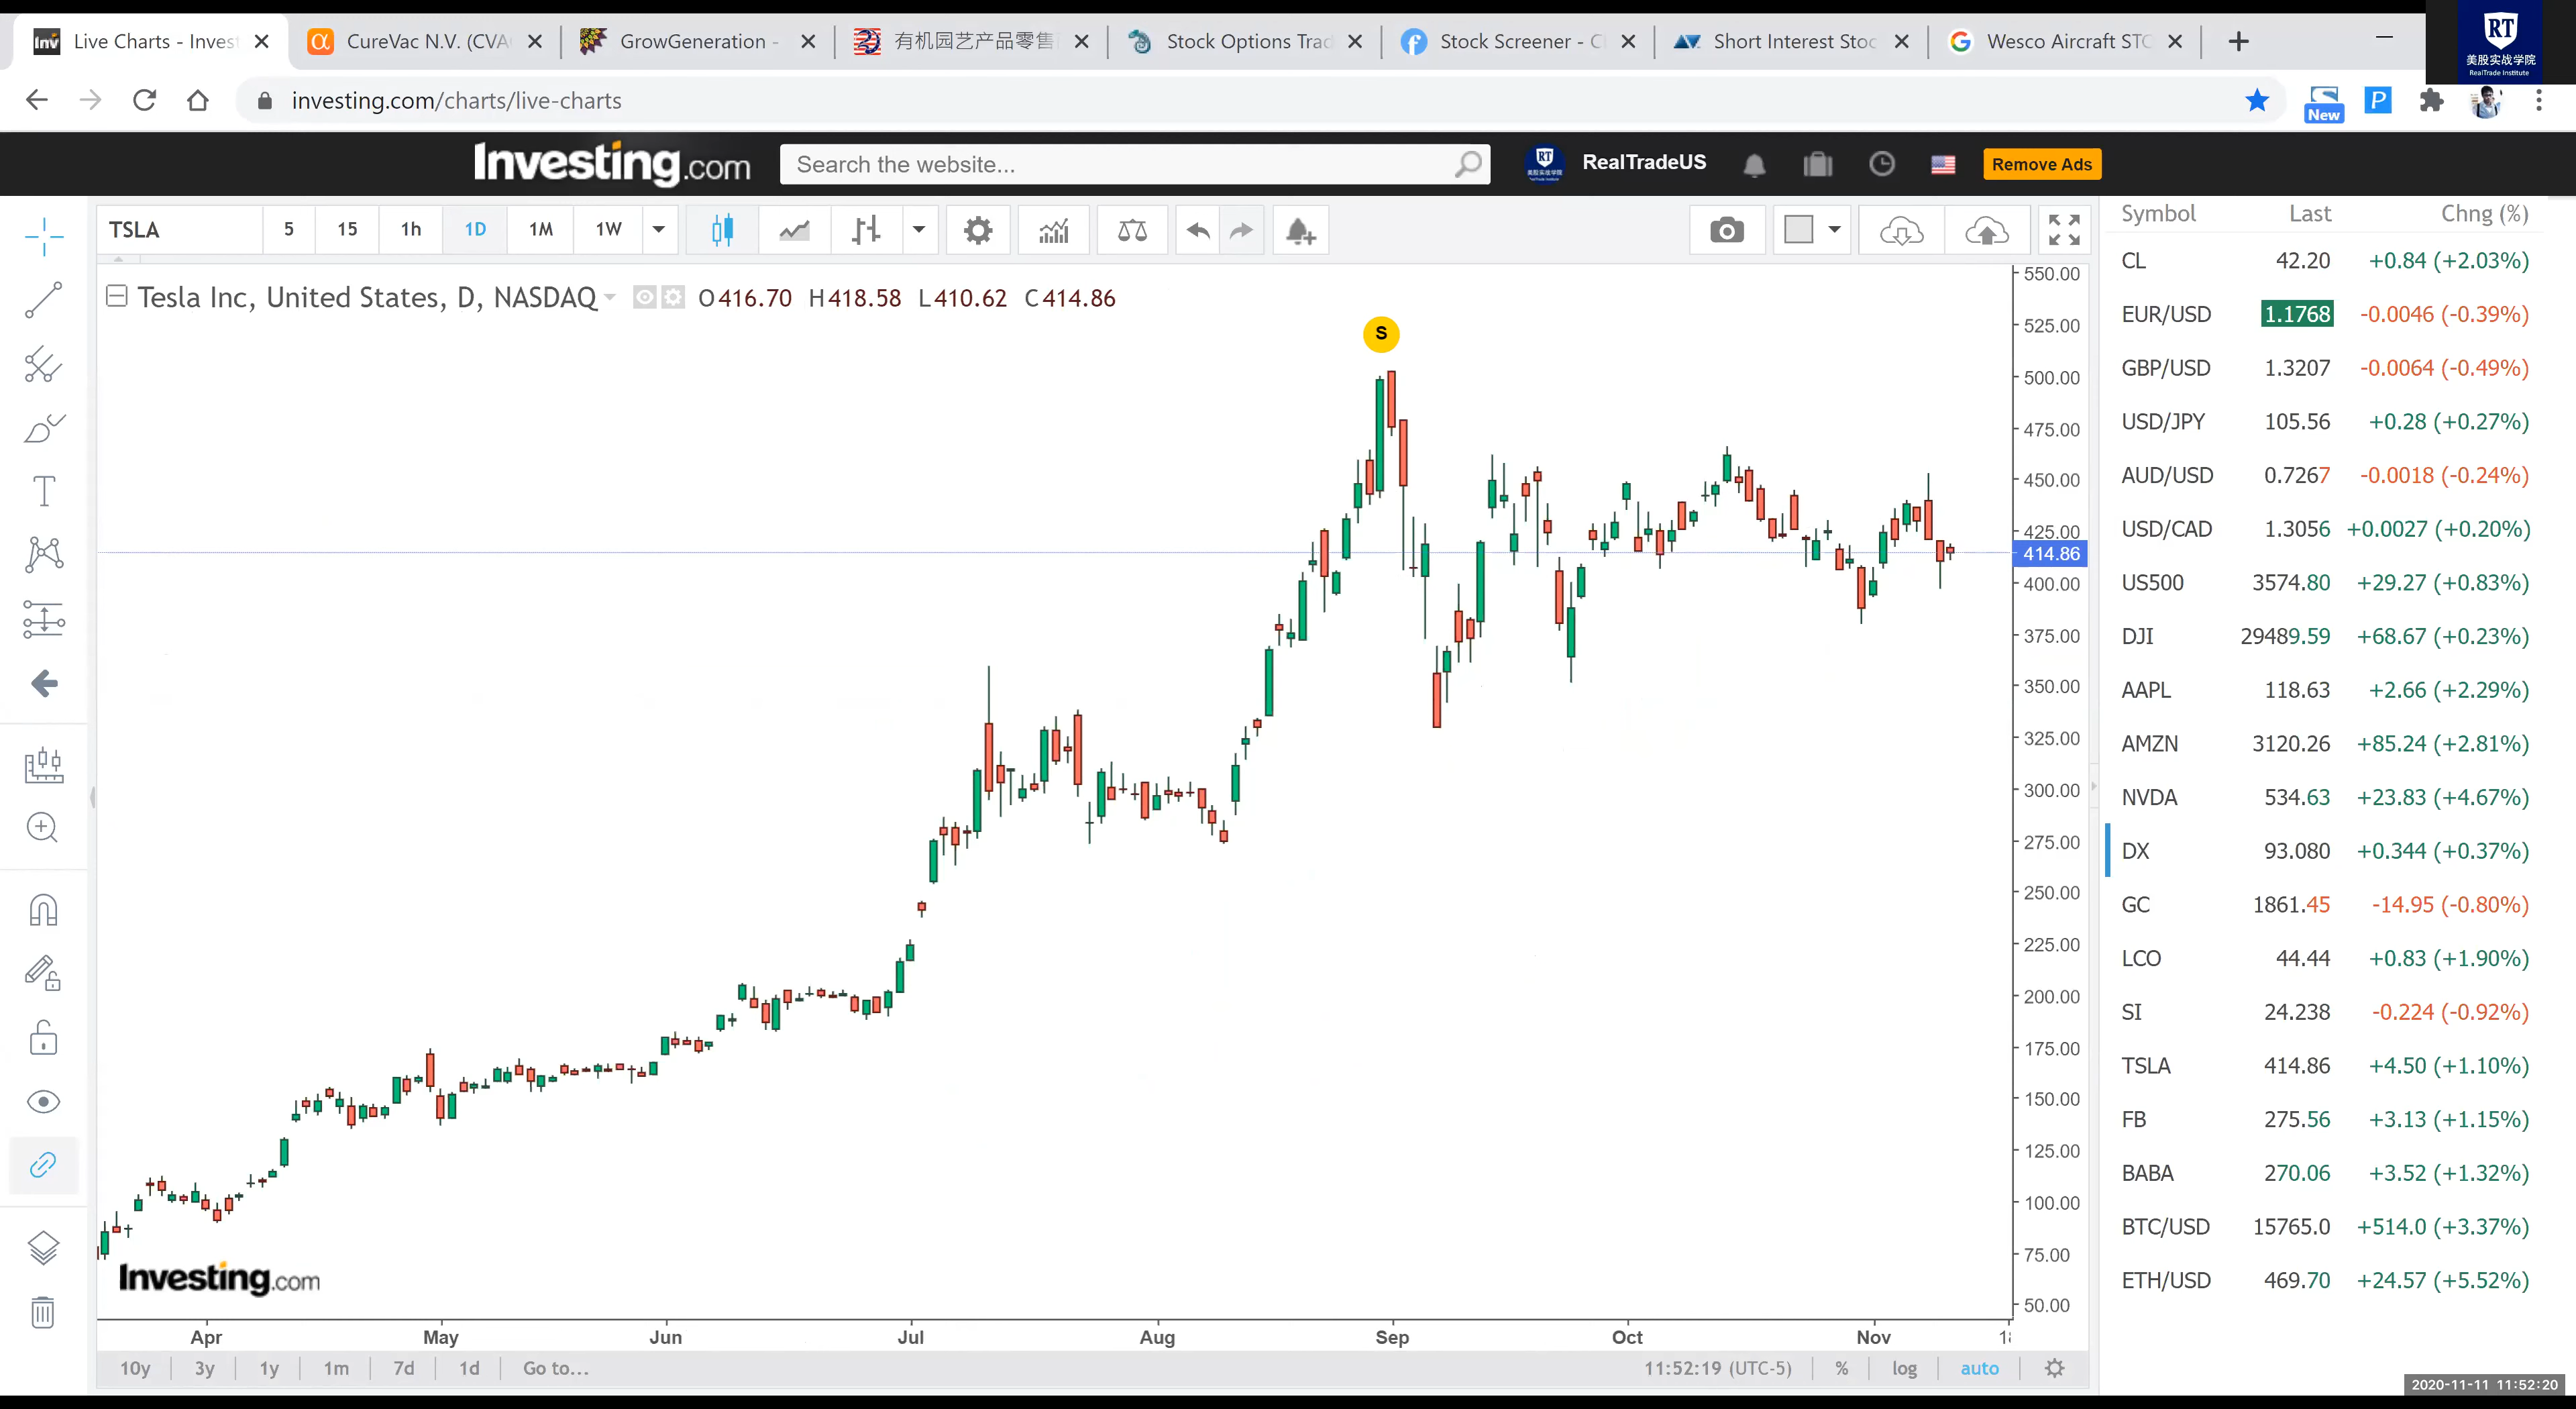 Live Charts - Inves
CureVac N.V. (CVA
GrowGeneration -
有机园艺产品零售
Stock Options Trad
Stock Screener - C
Short Interest Stoc
Wesco Aircraft STC
RT
美股实战学院
RealTrade Institute
investing.com/charts/live-charts
P
New
Investing.com
Search the website...
RT
美股实战学院
RealTradeUS
Remove Ads
TSLA 5 15 1h 1D 1M 1W
Tesla Inc, United States, D, NASDAQ O416.70 H418.58 L410.62 C414.86
S
550.00
525.00
500.00
475.00
450.00
425.00
414.86
400.00
375.00
350.00
325.00
300.00
275.00
250.00
225.00
200.00
175.00
150.00
125.00
100.00
75.00
50.00
Investing.com
Apr May Jun Jul Aug Sep Oct Nov
10y 3y 1y 1m 7d 1d Go to... 11:52:19 (UTC-5) % log auto
Symbol Last Chng (%)
CL 42.20 +0.84 (+2.03%)
EUR/USD 1.1768 -0.0046 (-0.39%)
GBP/USD 1.3207 -0.0064 (-0.49%)
USD/JPY 105.56 +0.28 (+0.27%)
AUD/USD 0.7267 -0.0018 (-0.24%)
USD/CAD 1.3056 +0.0027 (+0.20%)
US500 3574.80 +29.27 (+0.83%)
DJI 29489.59 +68.67 (+0.23%)
AAPL 118.63 +2.66 (+2.29%)
AMZN 3120.26 +85.24 (+2.81%)
NVDA 534.63 +23.83 (+4.67%)
DX 93.080 +0.344 (+0.37%)
GC 1861.45 -14.95 (-0.80%)
LCO 44.44 +0.83 (+1.90%)
SI 24.238 -0.224 (-0.92%)
TSLA 414.86 +4.50 (+1.10%)
FB 275.56 +3.13 (+1.15%)
BABA 270.06 +3.52 (+1.32%)
BTC/USD 15765.0 +514.0 (+3.37%)
ETH/USD 469.70 +24.57 (+5.52%)
2020-11-11 11:52:20